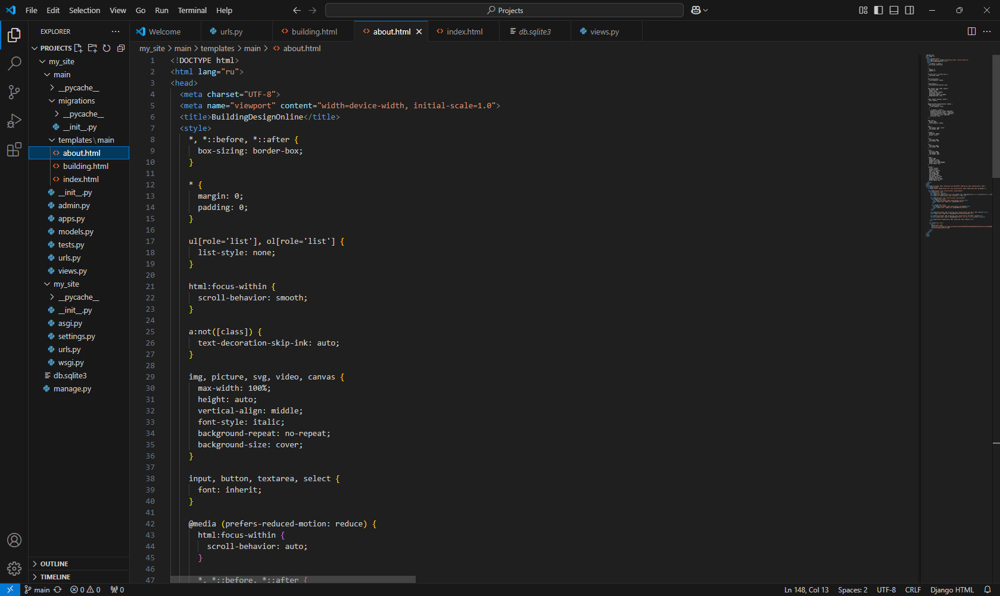 File Edit Selection View Go Run Terminal Help
Projects
EXPLORER
Welcome
urls.py
building.html
about.html
index.html
db.sqlite3
views.py
PROJECTS
my_site > main > templates > main > about.html
my_site
main
__pycache__
migrations
__pycache__
__init__.py
templates\main
about.html
building.html
index.html
__init__.py
admin.py
apps.py
models.py
tests.py
urls.py
views.py
my_site
__pycache__
__init__.py
asgi.py
settings.py
urls.py
wsgi.py
db.sqlite3
manage.py
OUTLINE
TIMELINE
1 <!DOCTYPE html>
2 <html lang="ru">
3 <head>
4 <meta charset="UTF-8">
5 <meta name="viewport" content="width=device-width, initial-scale=1.0">
6 <title>BuildingDesignOnline</title>
7 <style>
8 *, *::before, *::after {
9 box-sizing: border-box;
10 }
11
12 * {
13 margin: 0;
14 padding: 0;
15 }
16
17 ul[role='list'], ol[role='list'] {
18 list-style: none;
19 }
20
21 html:focus-within {
22 scroll-behavior: smooth;
23 }
24
25 a:not([class]) {
26 text-decoration-skip-ink: auto;
27 }
28
29 img, picture, svg, video, canvas {
30 max-width: 100%;
31 height: auto;
32 vertical-align: middle;
33 font-style: italic;
34 background-repeat: no-repeat;
35 background-size: cover;
36 }
37
38 input, button, textarea, select {
39 font: inherit;
40 }
41
42 @media (prefers-reduced-motion: reduce) {
43 html:focus-within {
44 scroll-behavior: auto;
45 }
46
47 *, *::before, *::after {
main 0 0 0
Ln 148, Col 13 Spaces: 2 UTF-8 CRLF Django HTML